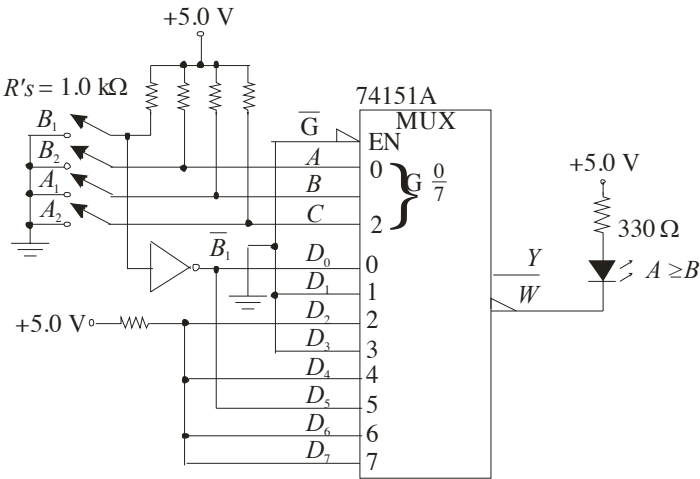 +5.0 V
R's = 1.0 kΩ
74151A
MUX
B₁
G̅
EN
+5.0 V
B₂
A
0
G 0/7
A₁
B
A₂
C
2
330 Ω
B̅₁
D₀
0
Y
A ≥ B
D₁
1
W
+5.0 V
D₂
2
D₃
3
D₄
4
D₅
5
D₆
6
D₇
7